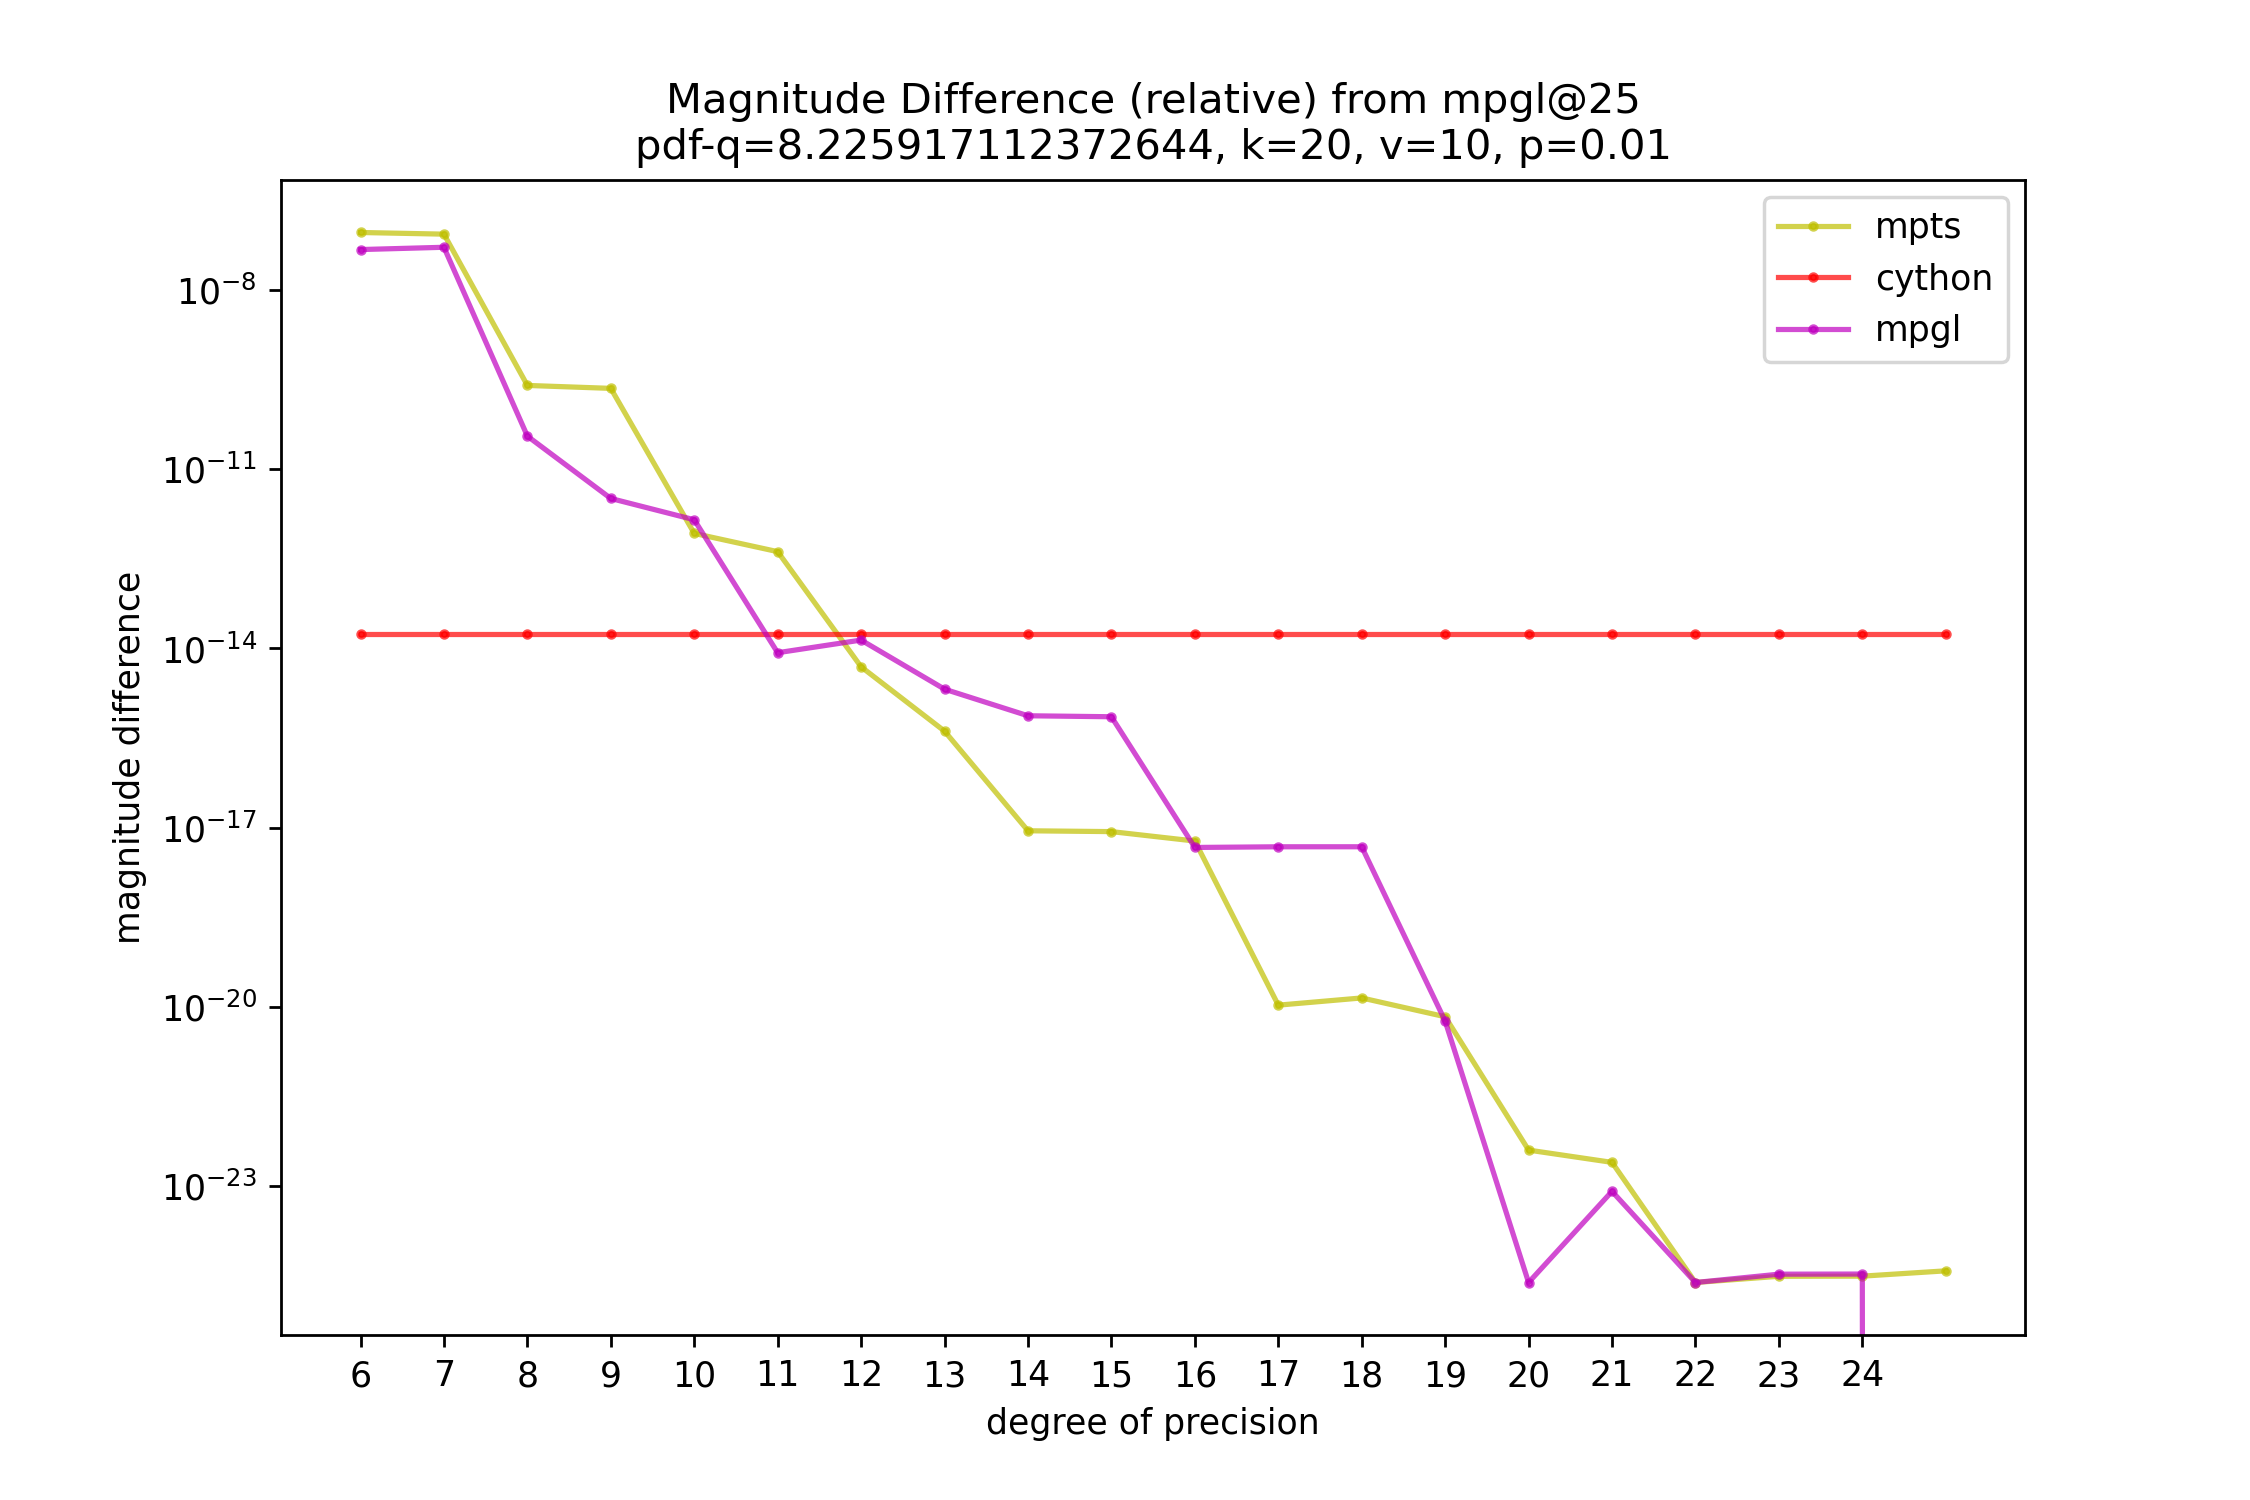 Magnitude Difference (relative) from mpgl@25
pdf-q=8.225917112372644, k=20, v=10, p=0.01
mpts
cython
mpgl
magnitude difference
10⁻⁸
10⁻¹¹
10⁻¹⁴
10⁻¹⁷
10⁻²⁰
10⁻²³
6 7 8 9 10 11 12 13 14 15 16 17 18 19 20 21 22 23 24
degree of precision